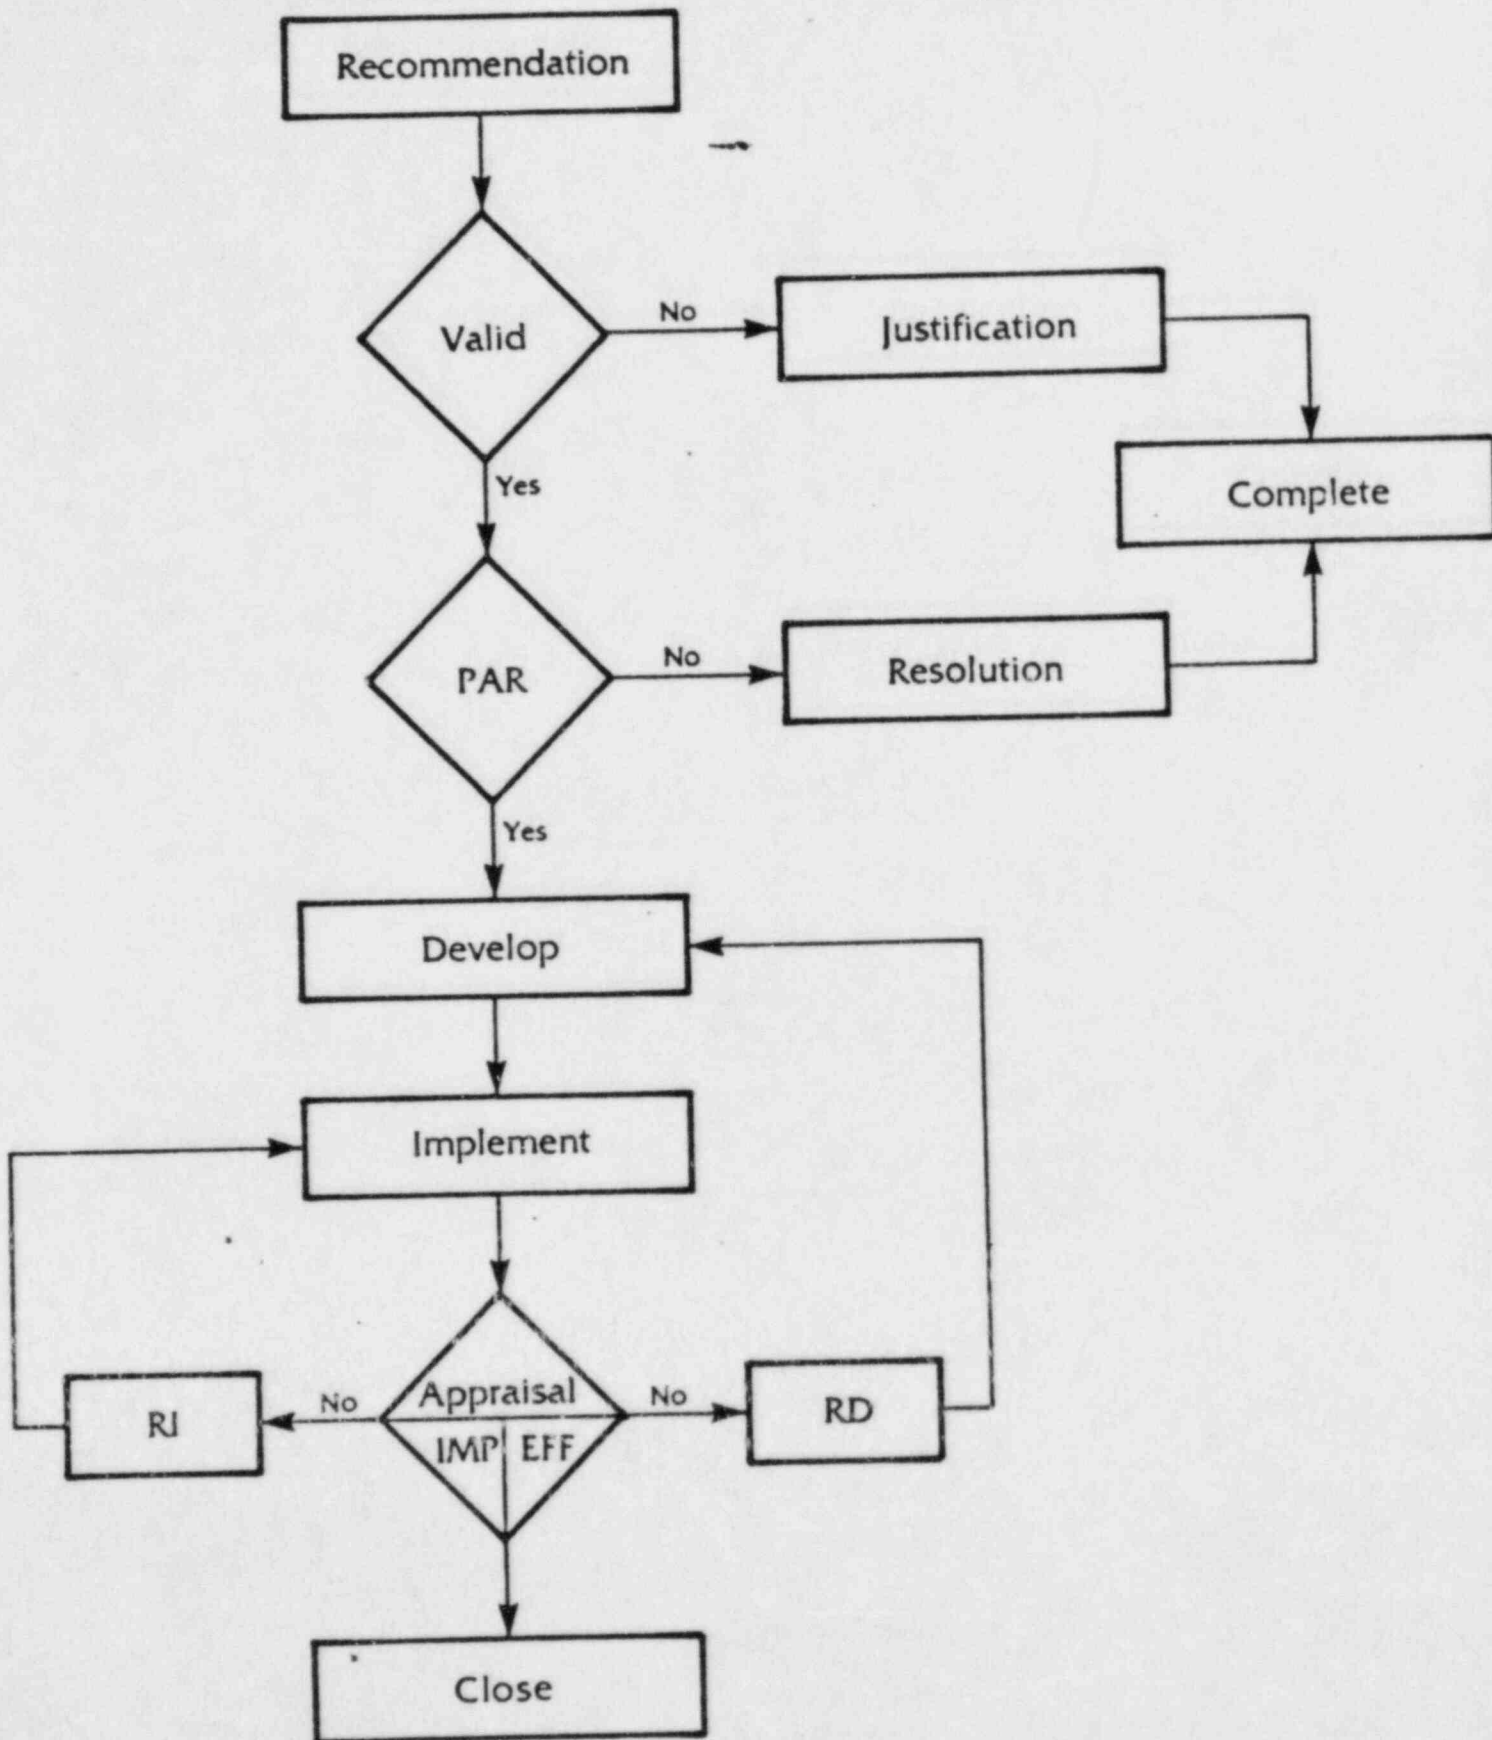 Recommendation
Valid
No
Justification
Yes
Complete
PAR
No
Resolution
Yes
Develop
Implement
RI
No
Appraisal
IMP EFF
No
RD
Close